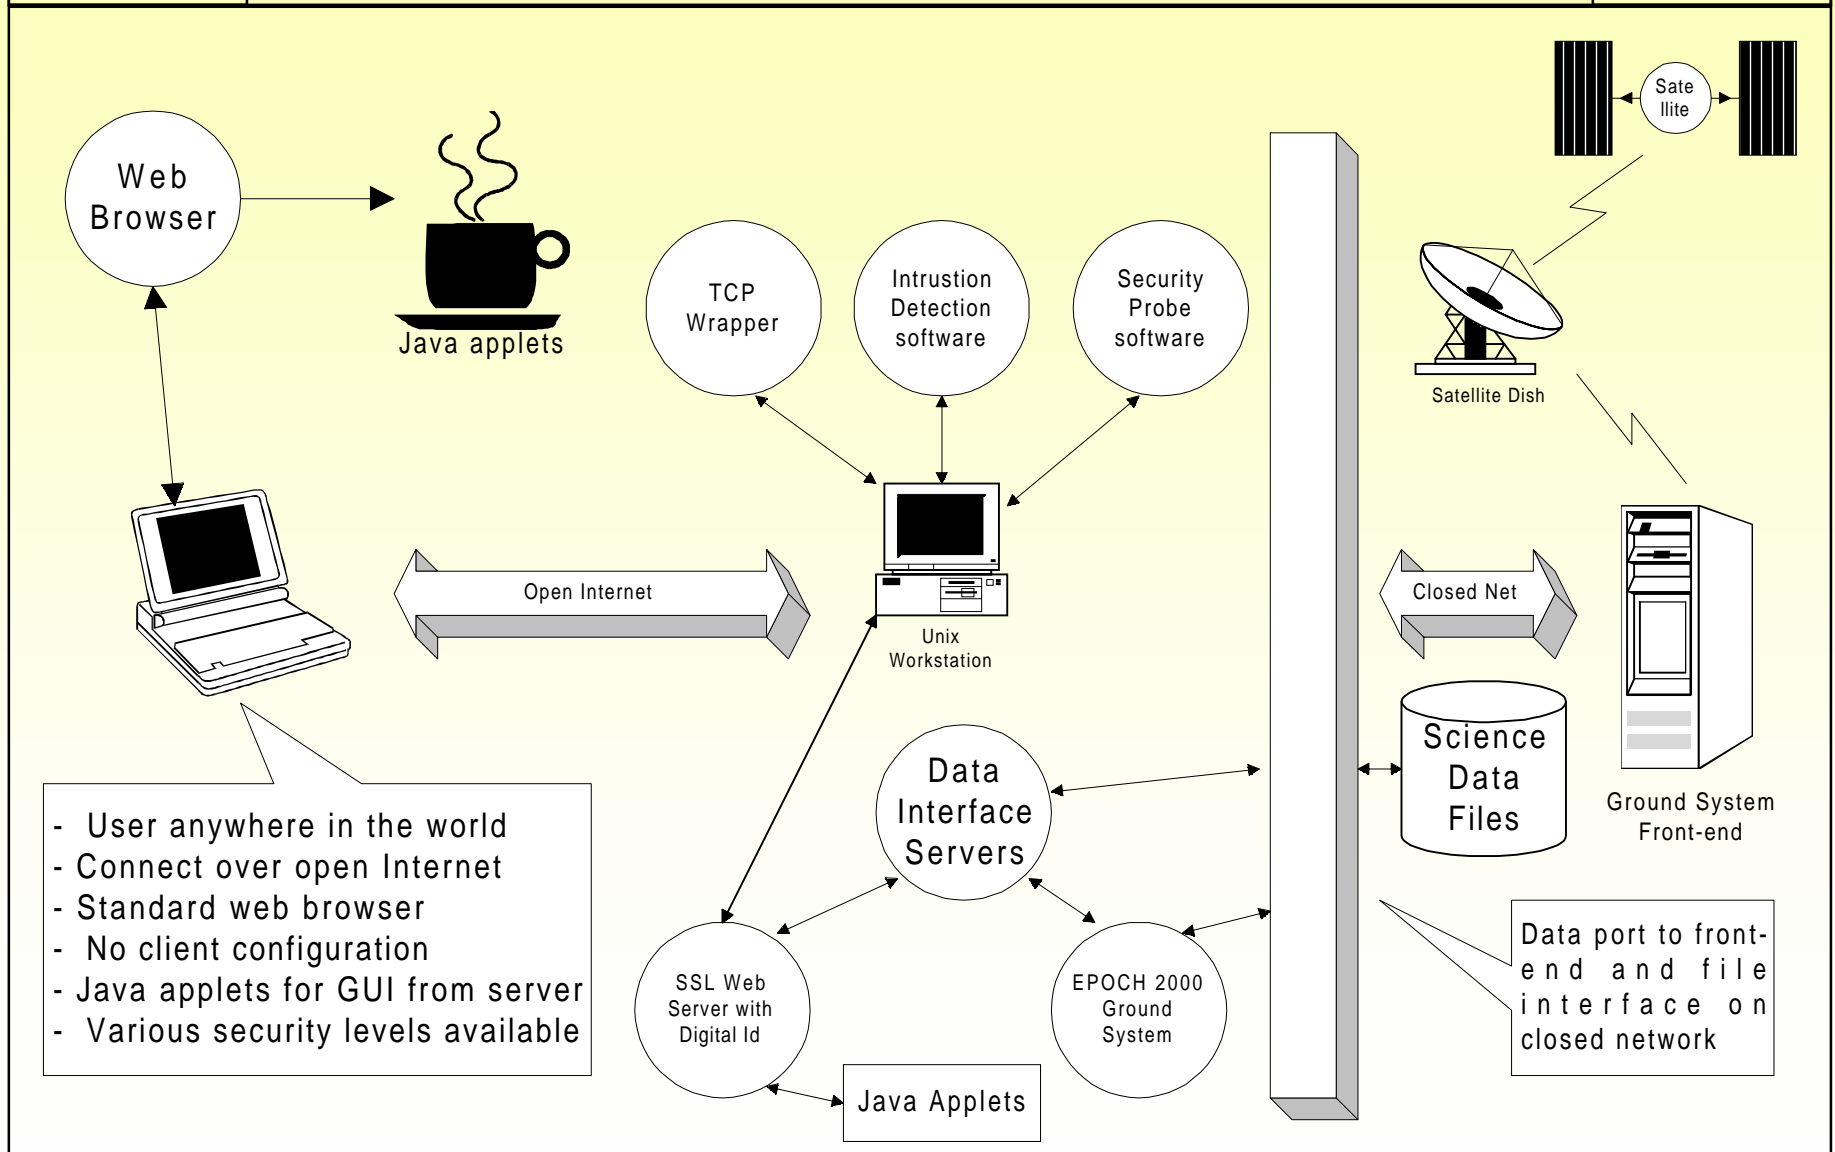 Sate
llite
Web
Browser
Java applets
TCP
Wrapper
Intrustion
Detection
software
Security
Probe
software
Satellite Dish
Open Internet
Unix
Workstation
Closed Net
Science
Data
Files
Ground System
Front-end
Data
Interface
Servers
-  User anywhere in the world
- Connect over open Internet
- Standard web browser
-  No client configuration
- Java applets for GUI from server
-  Various security levels available
SSL Web
Server with
Digital Id
EPOCH 2000
Ground
System
Data port to front-
end and file
interface on
closed network
Java Applets